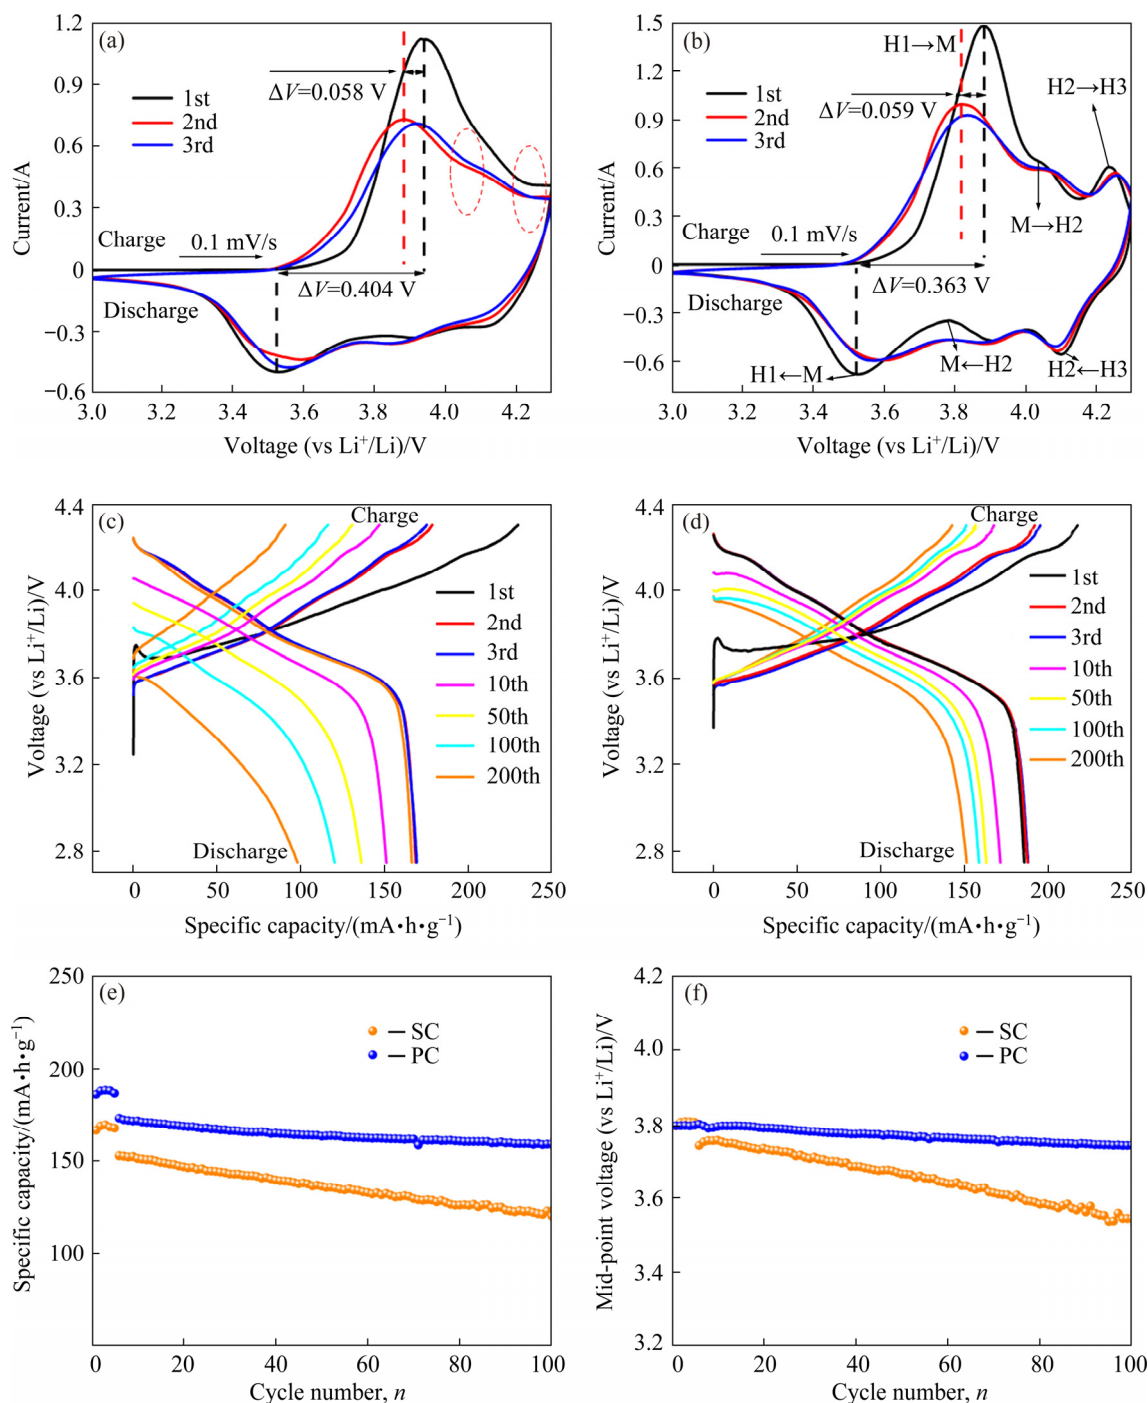 (a)
1.2
0.9
0.6
0.3
0
−0.3
−0.6
Current/A
1st
2nd
3rd
ΔV=0.058 V
0.1 mV/s
Charge
Discharge
ΔV=0.404 V
3.0 3.2 3.4 3.6 3.8 4.0 4.2
Voltage (vs Li⁺/Li)/V
(b)
1.5
1.2
0.9
0.6
0.3
0
−0.3
−0.6
Current/A
H1→M
1st
2nd
3rd
ΔV=0.059 V
H2→H3
M→H2
0.1 mV/s
Charge
Discharge
ΔV=0.363 V
H1←M
M←H2
H2←H3
3.0 3.2 3.4 3.6 3.8 4.0 4.2
Voltage (vs Li⁺/Li)/V
(c)
4.4
4.0
3.6
3.2
2.8
Voltage (vs Li⁺/Li)/V
Charge
1st
2nd
3rd
10th
50th
100th
200th
Discharge
0 50 100 150 200 250
Specific capacity/(mA•h•g⁻¹)
(d)
4.4
4.0
3.6
3.2
2.8
Voltage (vs Li⁺/Li)/V
Charge
1st
2nd
3rd
10th
50th
100th
200th
Discharge
0 50 100 150 200 250
Specific capacity/(mA•h•g⁻¹)
(e)
250
200
150
100
Specific capacity/(mA•h•g⁻¹)
— SC
— PC
0 20 40 60 80 100
Cycle number, n
(f)
4.2
4.0
3.8
3.6
3.4
3.2
Mid-point voltage (vs Li⁺/Li)/V
— SC
— PC
0 20 40 60 80 100
Cycle number, n